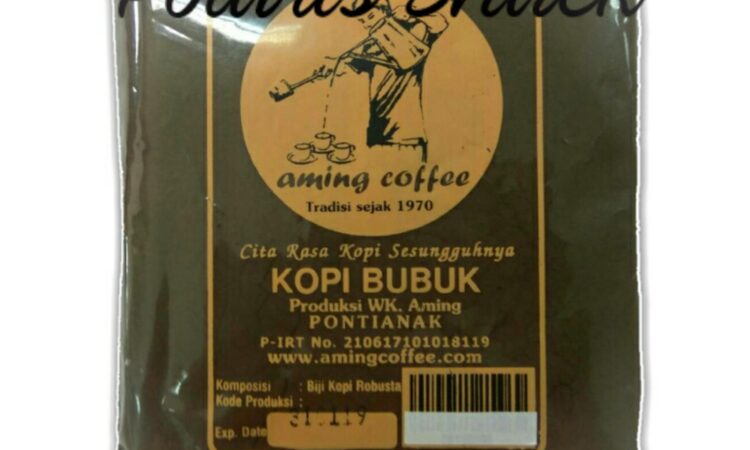 aming coffee
Tradisi sejak 1970
Cita Rasa Kopi Sesungguhnya
KOPI BUBUK
Produksi WK. Aming
PONTIANAK
P-IRT No. 210617101018119
www.amingcoffee.com
Komposisi : Biji Kopi Robusta
Kode Produksi :
Exp. Date